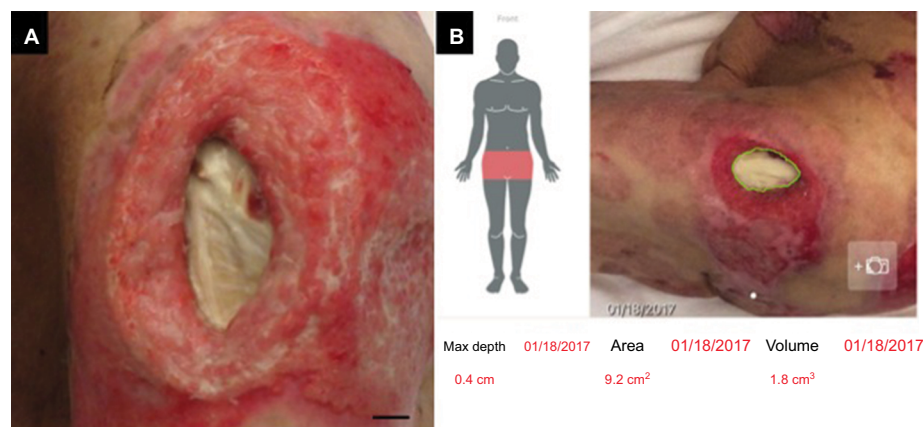 A
B
Front
01/18/2017
Max depth 01/18/2017 Area 01/18/2017 Volume 01/18/2017
0.4 cm 9.2 cm² 1.8 cm³